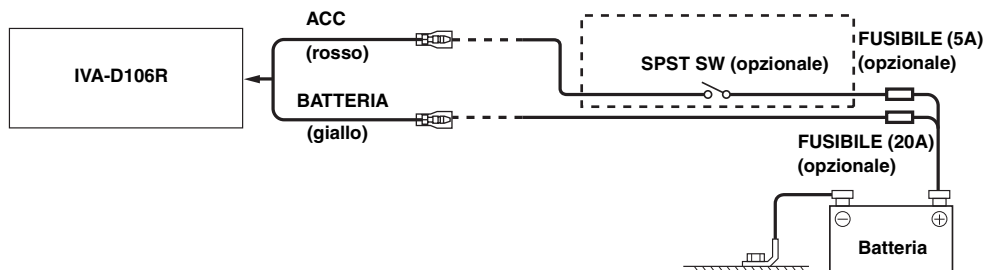 ACC
(rosso)
IVA-D106R
BATTERIA
(giallo)
SPST SW (opzionale)
FUSIBILE (5A)
(opzionale)
FUSIBILE (20A)
(opzionale)
Batteria